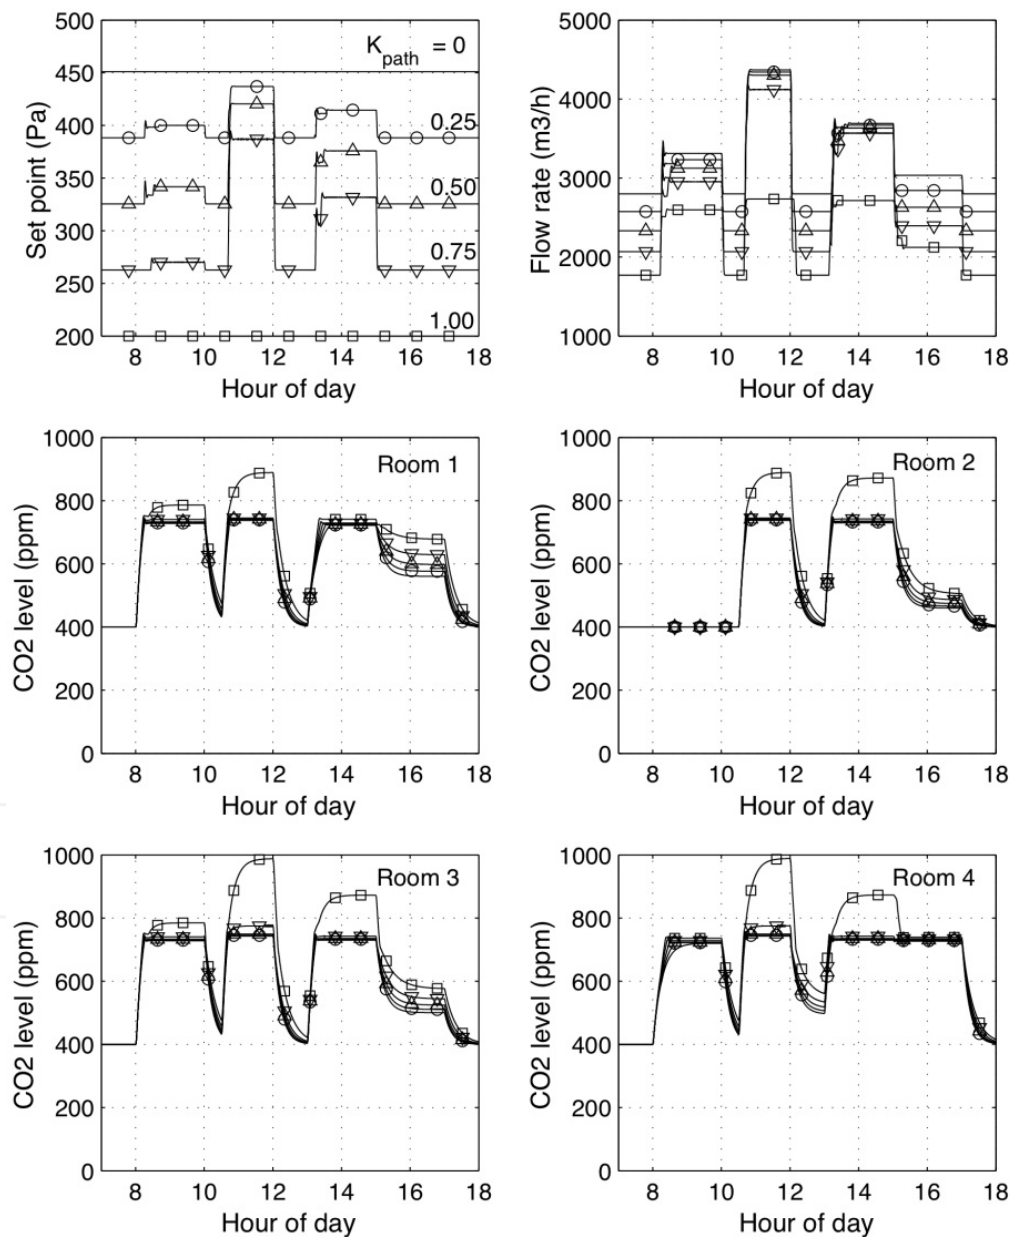 500
450
400
350
300
250
200
Set point (Pa)
K_path = 0
0.25
0.50
0.75
1.00
8 10 12 14 16 18
Hour of day
5000
4000
3000
2000
1000
Flow rate (m3/h)
8 10 12 14 16 18
Hour of day
1000
800
600
400
200
0
CO2 level (ppm)
Room 1
8 10 12 14 16 18
Hour of day
1000
800
600
400
200
0
CO2 level (ppm)
Room 2
8 10 12 14 16 18
Hour of day
1000
800
600
400
200
0
CO2 level (ppm)
Room 3
8 10 12 14 16 18
Hour of day
1000
800
600
400
200
0
CO2 level (ppm)
Room 4
8 10 12 14 16 18
Hour of day